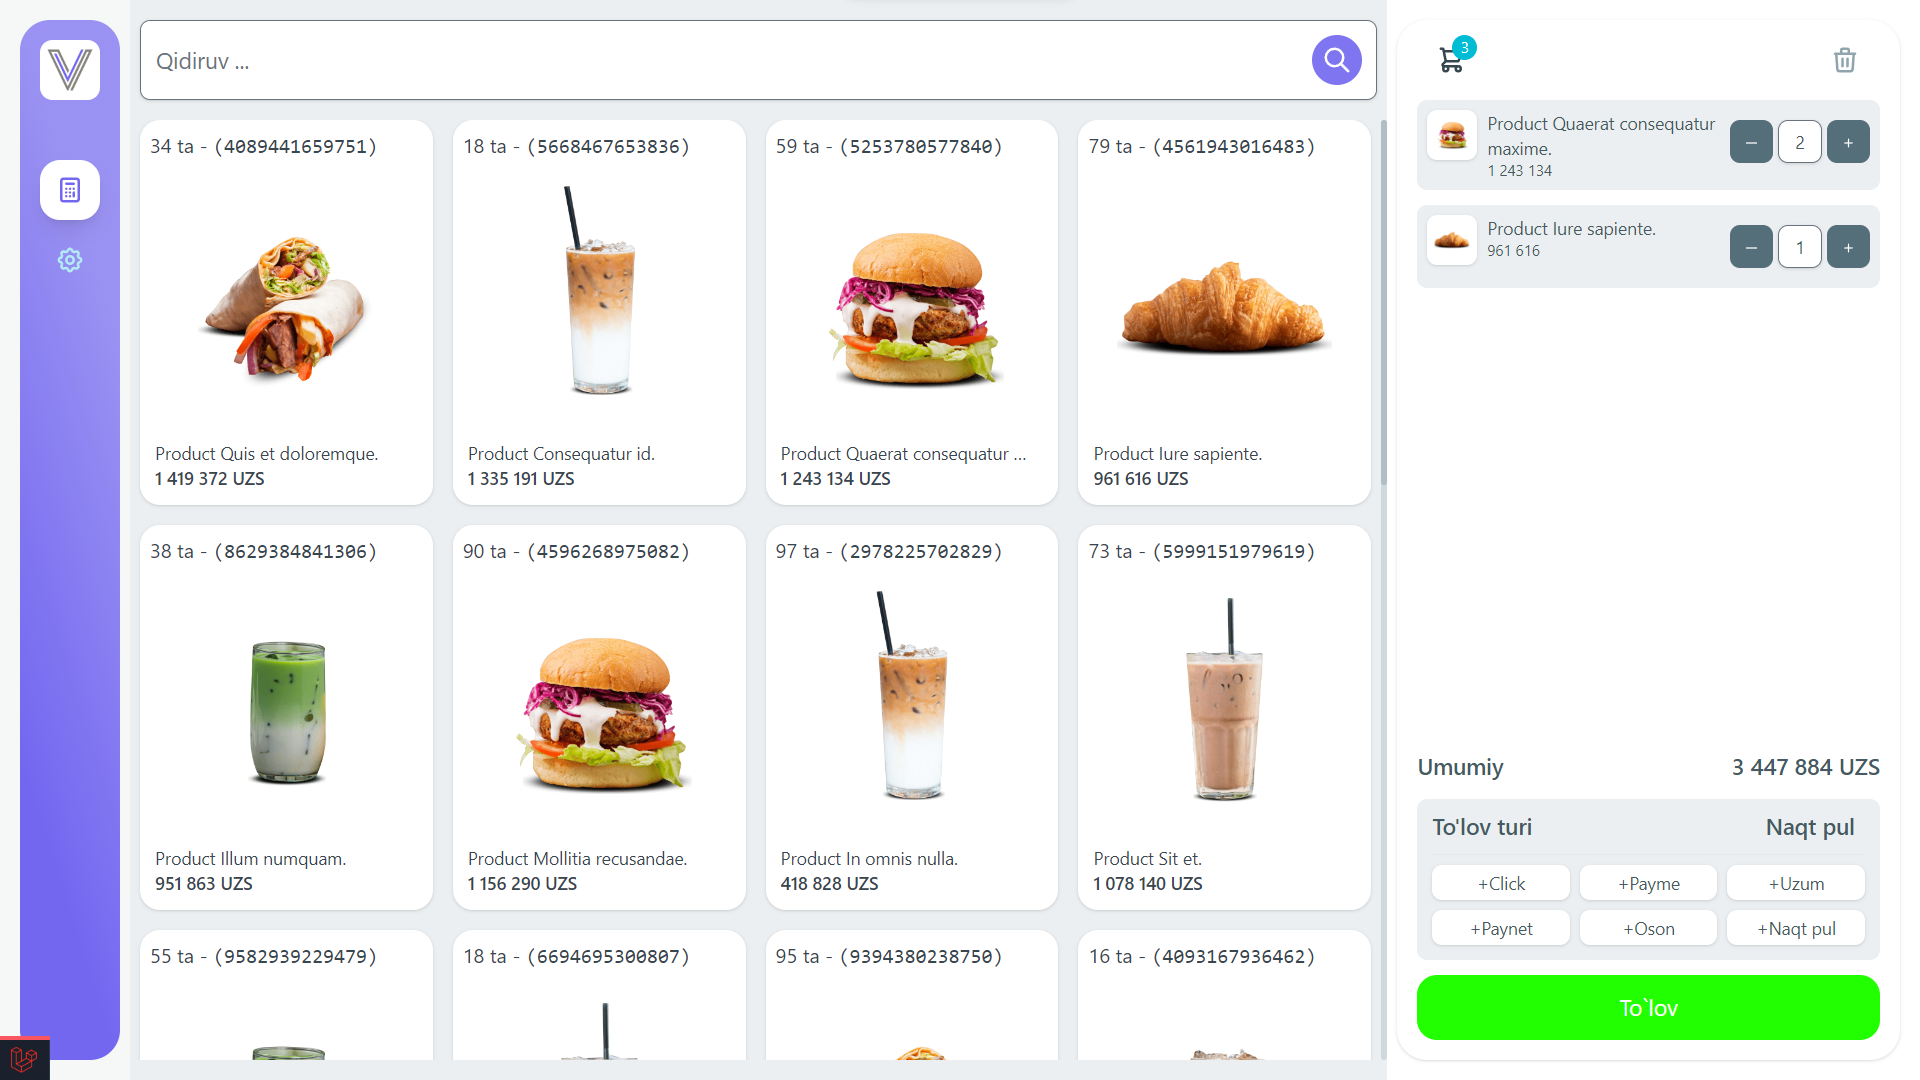 Qidiruv ...
34 ta - (4089441659751)
Product Quis et doloremque.
1 419 372 UZS
18 ta - (5668467653836)
Product Consequatur id.
1 335 191 UZS
59 ta - (5253780577840)
Product Quaerat consequatur ...
1 243 134 UZS
79 ta - (4561943016483)
Product Iure sapiente.
961 616 UZS
38 ta - (8629384841306)
Product Illum numquam.
951 863 UZS
90 ta - (4596268975082)
Product Mollitia recusandae.
1 156 290 UZS
97 ta - (2978225702829)
Product In omnis nulla.
418 828 UZS
73 ta - (5999151979619)
Product Sit et.
1 078 140 UZS
55 ta - (9582939229479)
18 ta - (6694695300807)
95 ta - (9394380238750)
16 ta - (4093167936462)
3
Product Quaerat consequatur
maxime.
1 243 134
− 2 +
Product Iure sapiente.
961 616
− 1 +
Umumiy 3 447 884 UZS
To'lov turi Naqt pul
+Click +Payme +Uzum
+Paynet +Oson +Naqt pul
To`lov